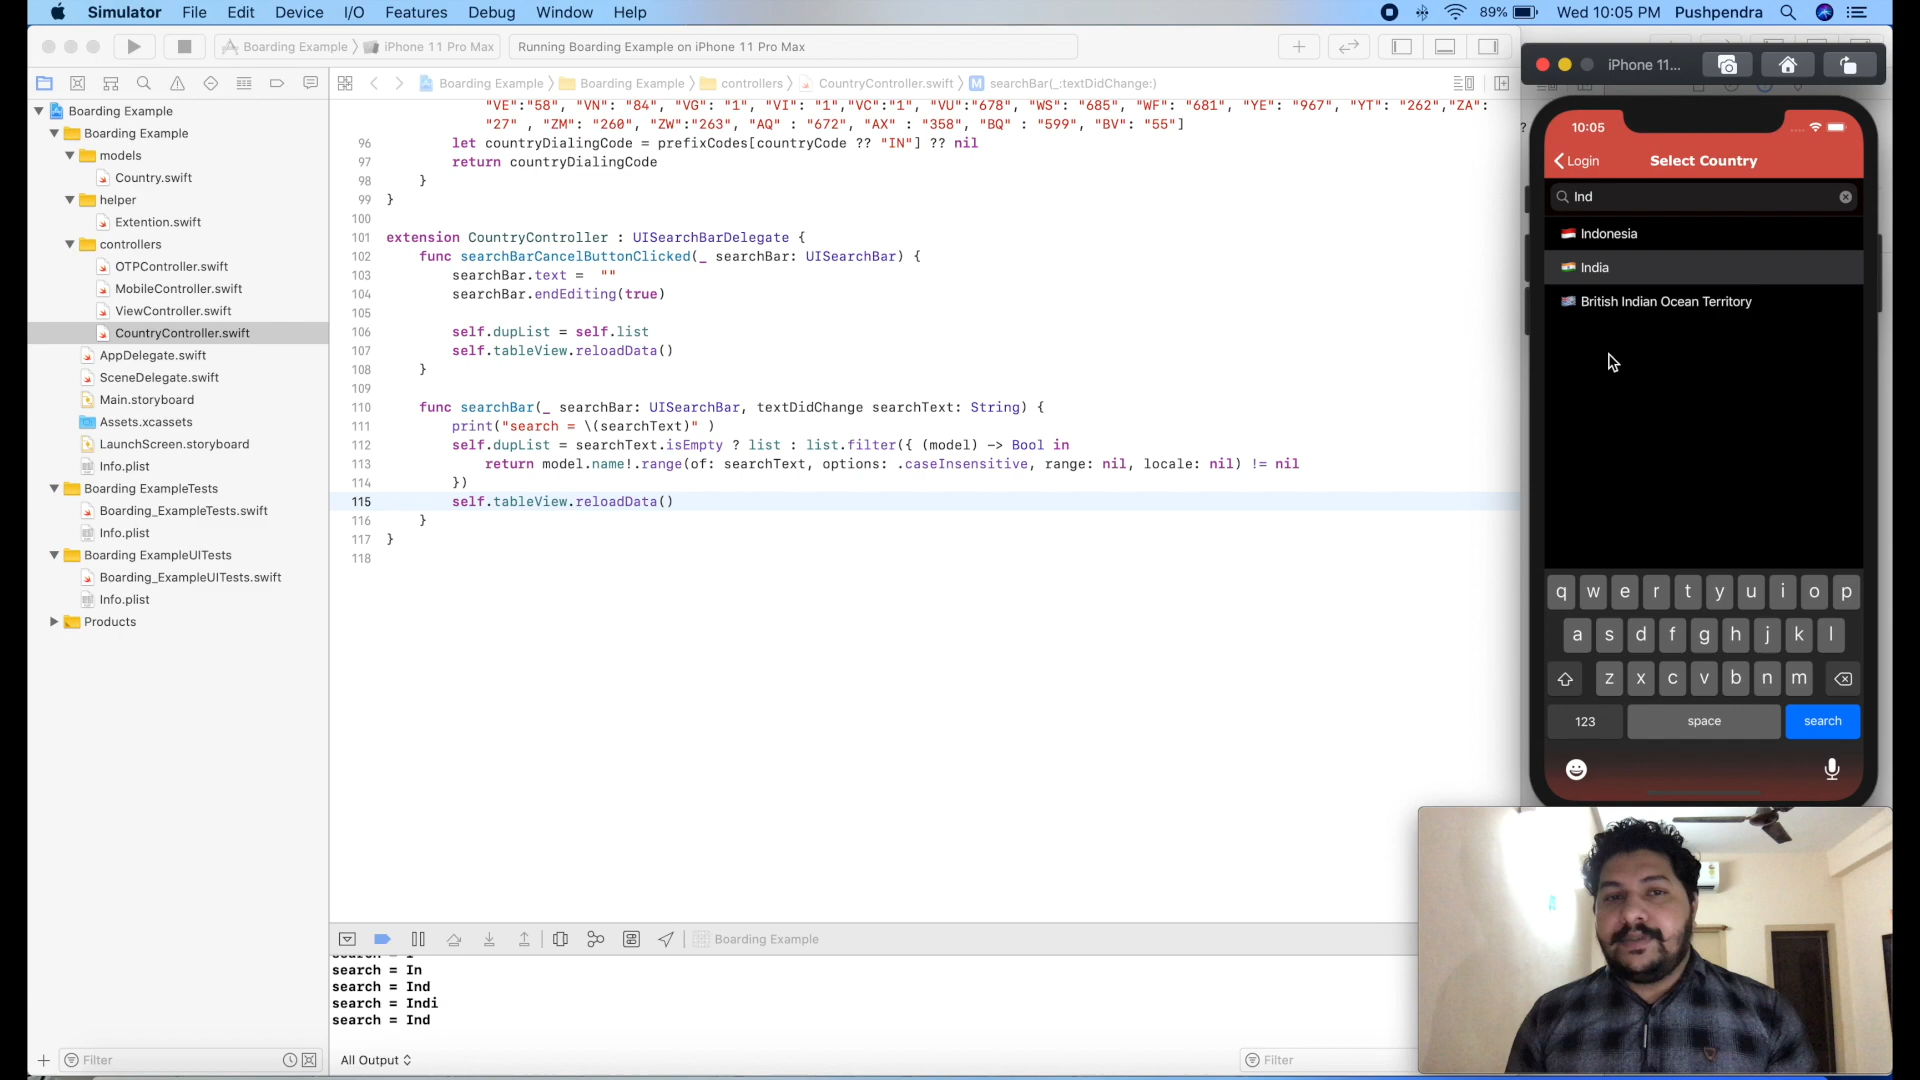 Simulator File Edit Device I/O Features Debug Window Help 89% Wed 10:05 PM Pushpendra
Boarding Example iPhone 11 Pro Max
Running Boarding Example on iPhone 11 Pro Max
Boarding Example Boarding Example controllers CountryController.swift M searchBar(_:textDidChange:)
Boarding Example
Boarding Example
models
Country.swift
helper
Extention.swift
controllers
OTPController.swift
MobileController.swift
ViewController.swift
CountryController.swift
AppDelegate.swift
SceneDelegate.swift
Main.storyboard
Assets.xcassets
LaunchScreen.storyboard
Info.plist
Boarding ExampleTests
Boarding_ExampleTests.swift
Info.plist
Boarding ExampleUITests
Boarding_ExampleUITests.swift
Info.plist
Products
Filter
"VE":"58", "VN": "84", "VG": "1", "VI": "1","VC":"1", "VU":"678", "WS": "685", "WF": "681", "YE": "967", "YT": "262","ZA":
"27" , "ZM": "260", "ZW":"263", "AQ" : "672", "AX" : "358", "BQ" : "599", "BV": "55"]
96 let countryDialingCode = prefixCodes[countryCode ?? "IN"] ?? nil
97 return countryDialingCode
98 }
99 }
100
101 extension CountryController : UISearchBarDelegate {
102 func searchBarCancelButtonClicked(_ searchBar: UISearchBar) {
103 searchBar.text = ""
104 searchBar.endEditing(true)
105
106 self.dupList = self.list
107 self.tableView.reloadData()
108 }
109
110 func searchBar(_ searchBar: UISearchBar, textDidChange searchText: String) {
111 print("search = \(searchText)" )
112 self.dupList = searchText.isEmpty ? list : list.filter({ (model) -> Bool in
113 return model.name!.range(of: searchText, options: .caseInsensitive, range: nil, locale: nil) != nil
114 })
115 self.tableView.reloadData()
116 }
117 }
118
Boarding Example
search = In
search = Ind
search = Indi
search = Ind
All Output
Filter
?
iPhone 11...
10:05
Login Select Country
Ind
Indonesia
India
British Indian Ocean Territory
q w e r t y u i o p
a s d f g h j k l
z x c v b n m
123 space search